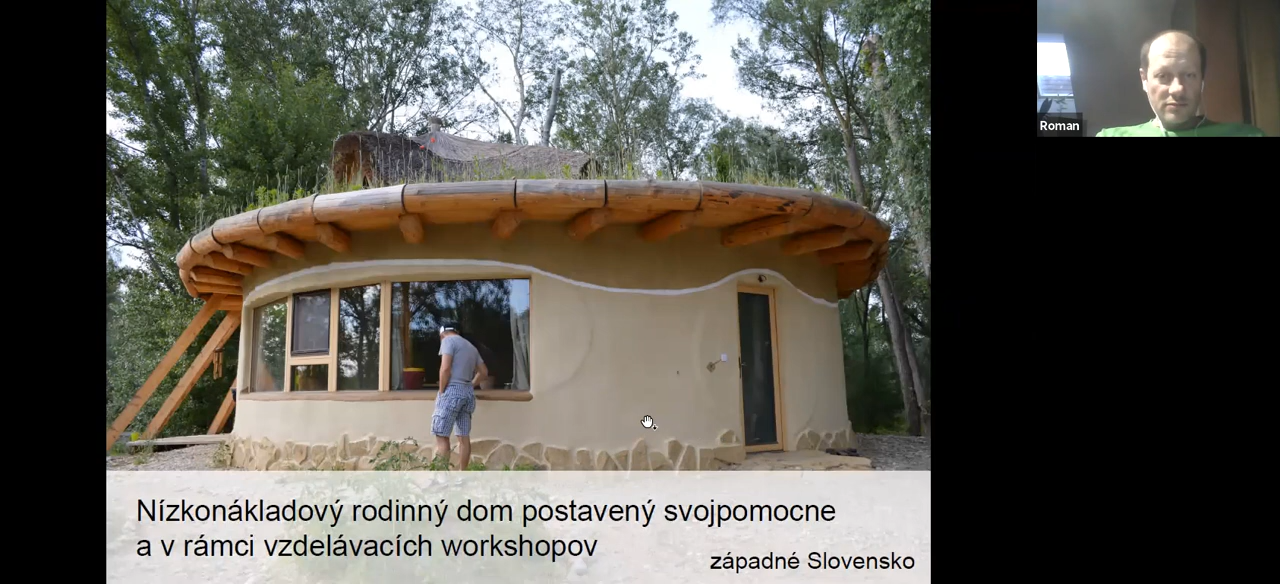 Roman
Nízkonákladový rodinný dom postavený svojpomocne
a v rámci vzdelávacích workshopov
západné Slovensko